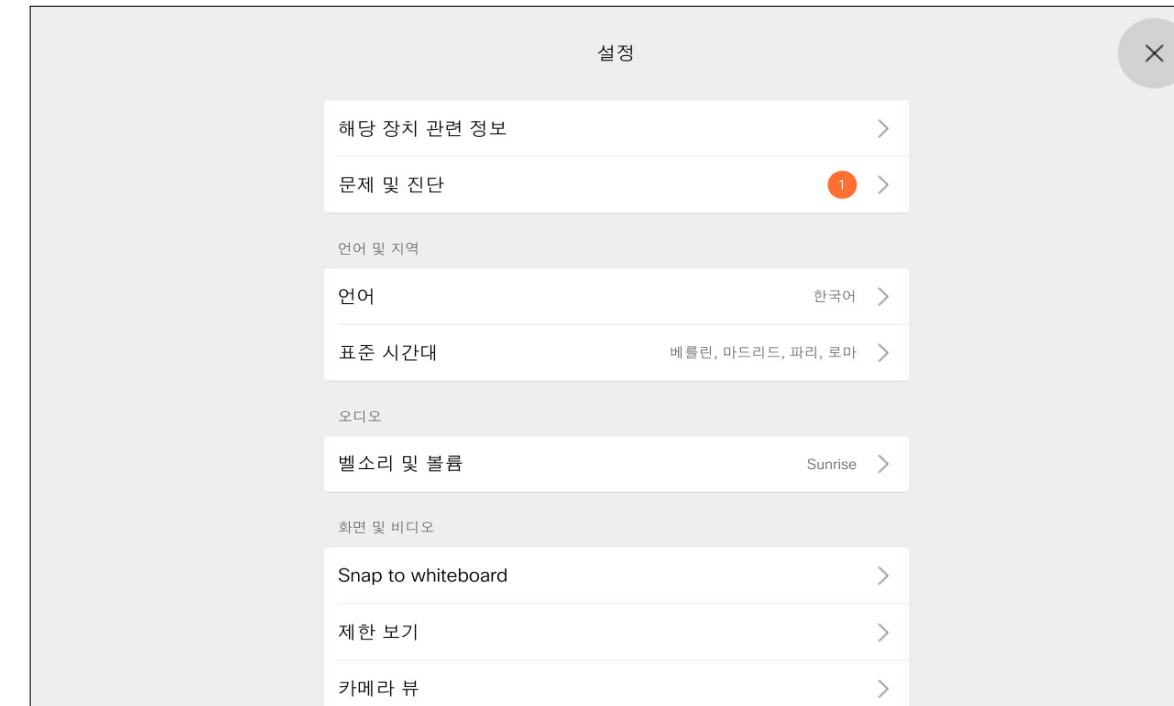 설정
해당 장치 관련 정보
문제 및 진단 1
언어 및 지역
언어 한국어
표준 시간대 베를린, 마드리드, 파리, 로마
오디오
벨소리 및 볼륨 Sunrise
화면 및 비디오
Snap to whiteboard
제한 보기
카메라 뷰